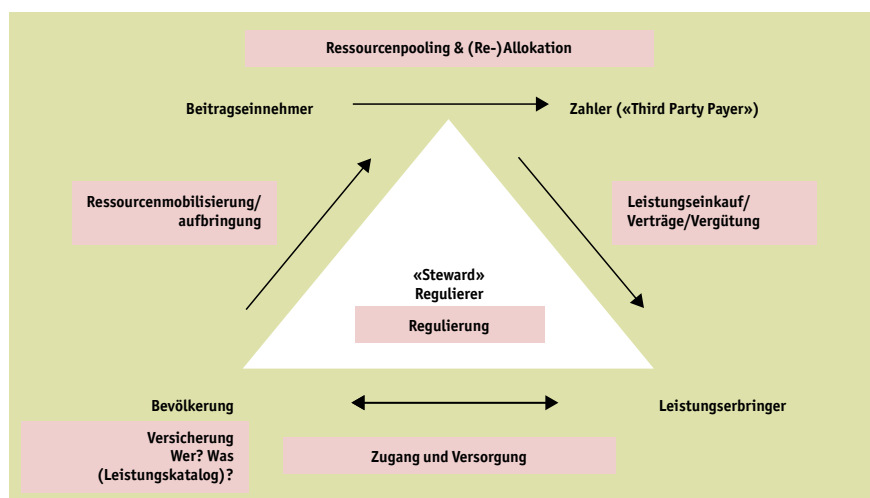 Ressourcenpooling & (Re-)Allokation
Beitragseinnehmer
Zahler («Third Party Payer»)
Ressourcenmobilisierung/
aufbringung
Leistungseinkauf/
Verträge/Vergütung
«Steward»
Regulierer
Regulierung
Bevölkerung
Leistungserbringer
Versicherung
Wer? Was
(Leistungskatalog)?
Zugang und Versorgung